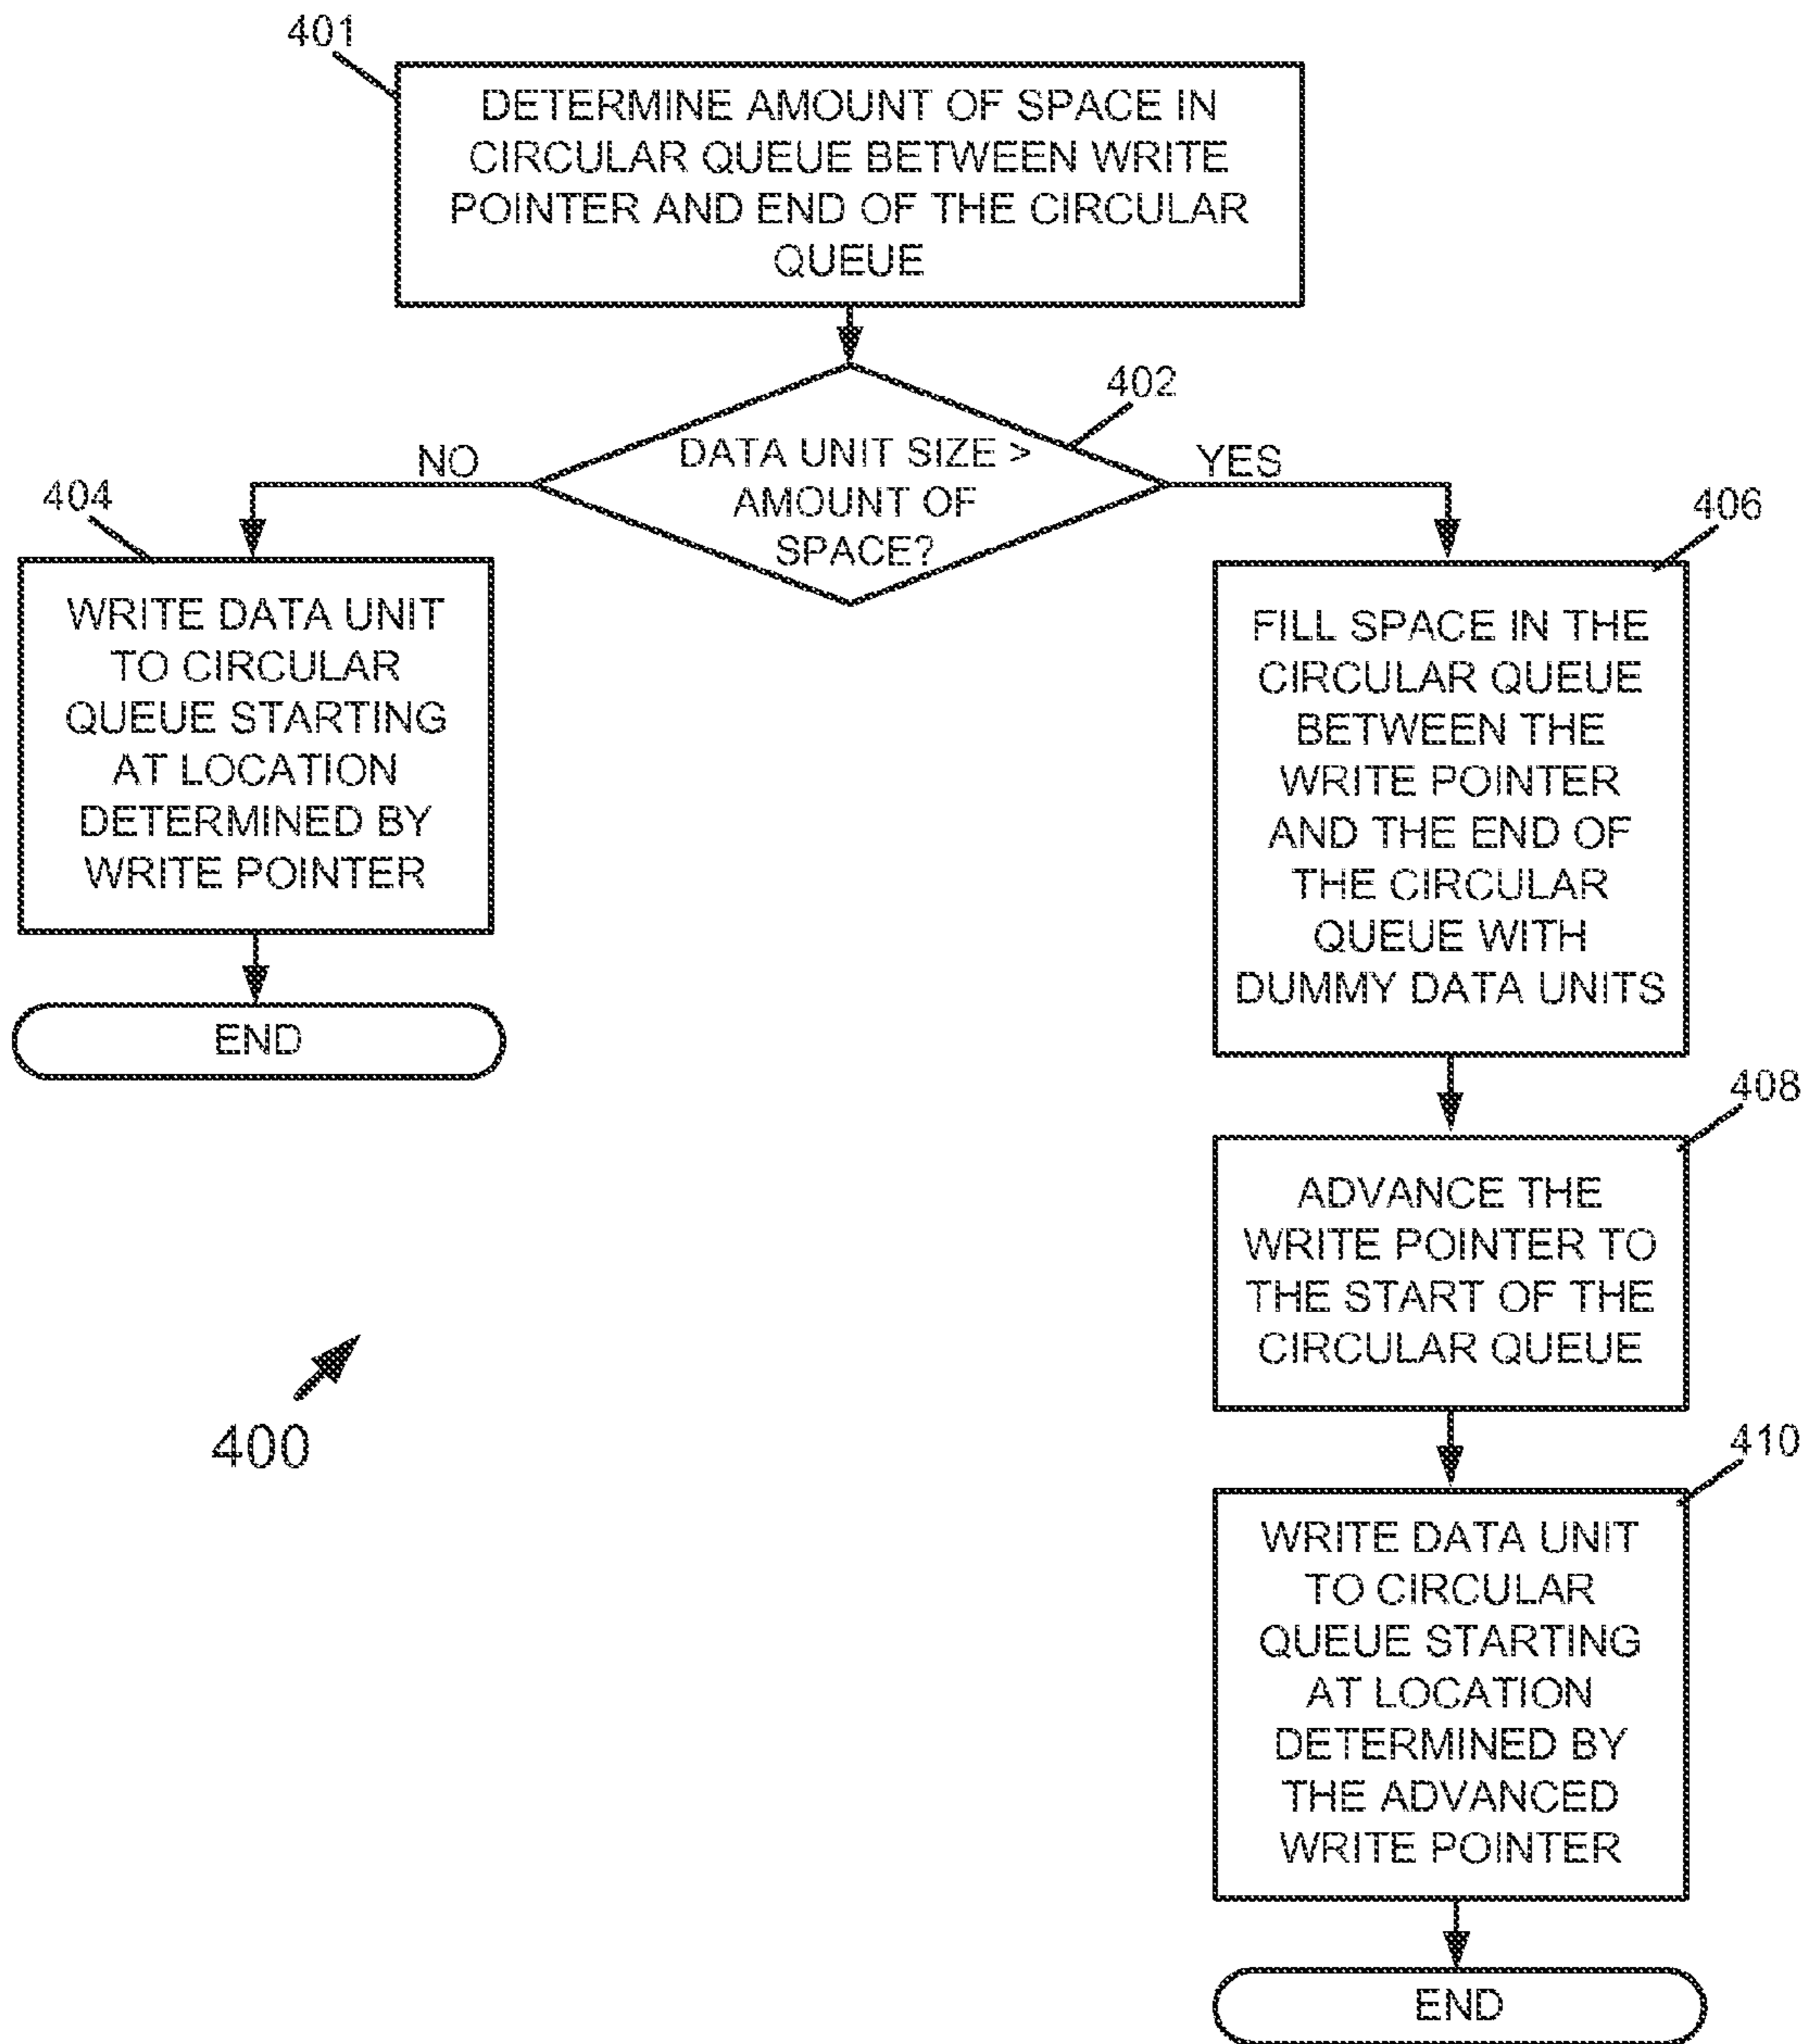 401
DETERMINE AMOUNT OF SPACE IN
CIRCULAR QUEUE BETWEEN WRITE
POINTER AND END OF THE CIRCULAR
QUEUE
402
DATA UNIT SIZE >
AMOUNT OF
SPACE?
NO
YES
404
WRITE DATA UNIT
TO CIRCULAR
QUEUE STARTING
AT LOCATION
DETERMINED BY
WRITE POINTER
END
406
FILL SPACE IN THE
CIRCULAR QUEUE
BETWEEN THE
WRITE POINTER
AND THE END OF
THE CIRCULAR
QUEUE WITH
DUMMY DATA UNITS
408
ADVANCE THE
WRITE POINTER TO
THE START OF THE
CIRCULAR QUEUE
400
410
WRITE DATA UNIT
TO CIRCULAR
QUEUE STARTING
AT LOCATION
DETERMINED BY
THE ADVANCED
WRITE POINTER
END